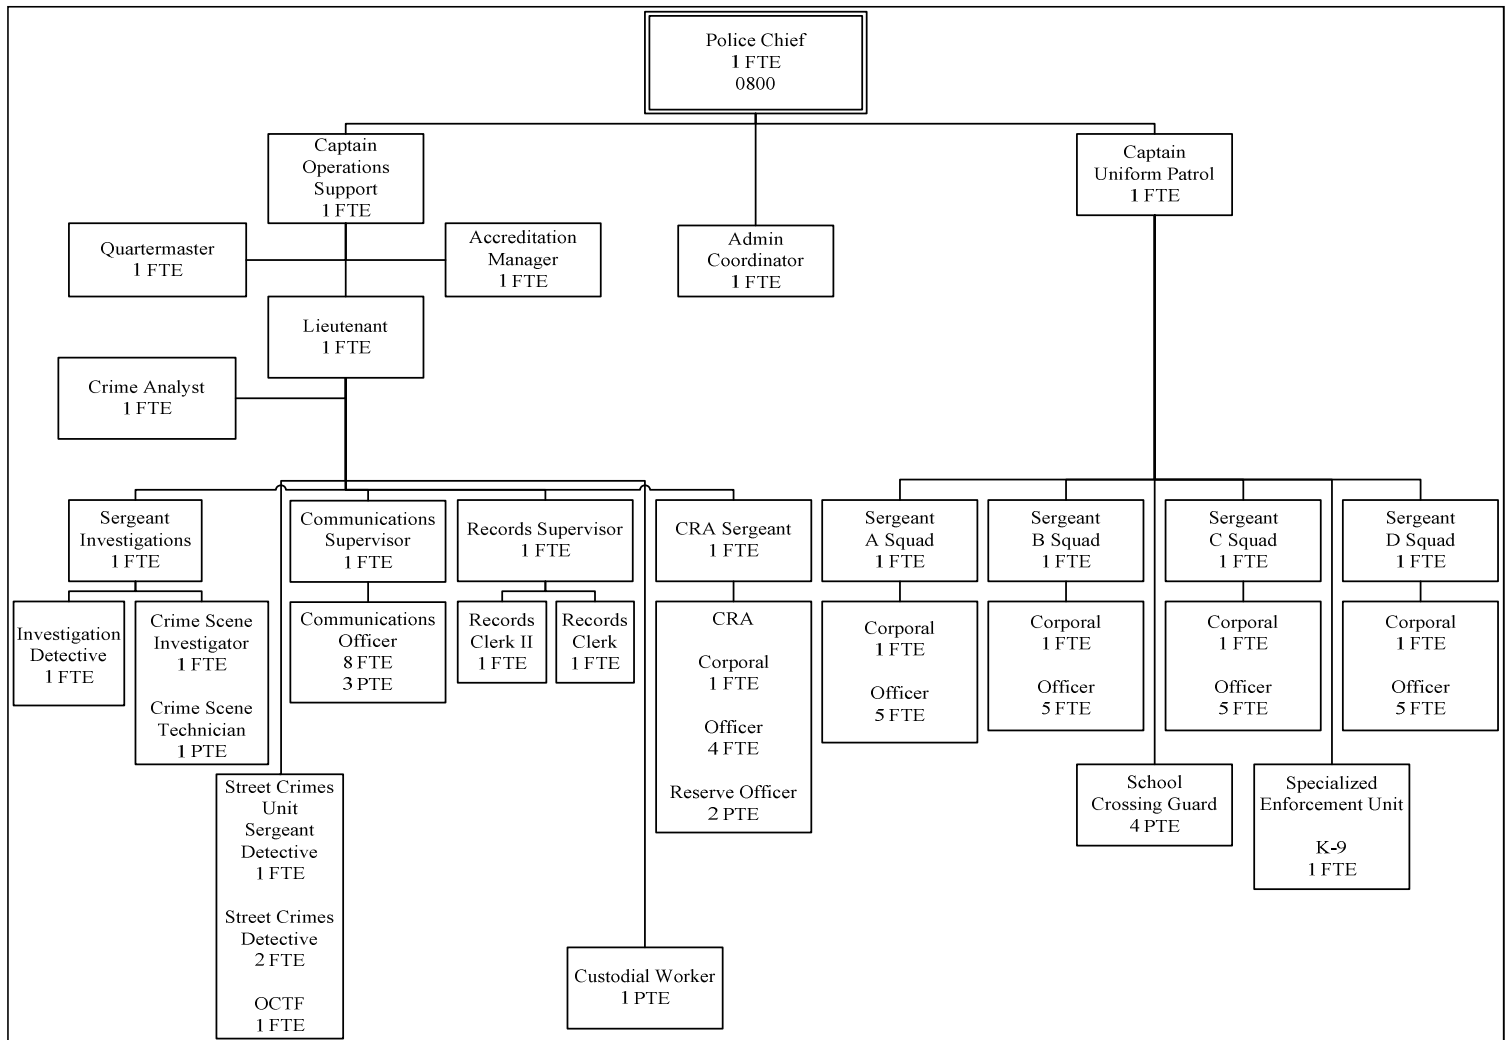 Police Chief
1 FTE
0800
Captain
Operations
Support
1 FTE
Captain
Uniform Patrol
1 FTE
Quartermaster
1 FTE
Accreditation
Manager
1 FTE
Admin
Coordinator
1 FTE
Lieutenant
1 FTE
Crime Analyst
1 FTE
Sergeant
Investigations
1 FTE
Communications
Supervisor
1 FTE
Records Supervisor
1 FTE
CRA Sergeant
1 FTE
Sergeant
A Squad
1 FTE
Sergeant
B Squad
1 FTE
Sergeant
C Squad
1 FTE
Sergeant
D Squad
1 FTE
Investigation
Detective
1 FTE
Crime Scene
Investigator
1 FTE
Crime Scene
Technician
1 PTE
Communications
Officer
8 FTE
3 PTE
Records
Clerk II
1 FTE
Records
Clerk
1 FTE
CRA
Corporal
1 FTE
Officer
4 FTE
Reserve Officer
2 PTE
Corporal
1 FTE
Officer
5 FTE
Corporal
1 FTE
Officer
5 FTE
Corporal
1 FTE
Officer
5 FTE
Corporal
1 FTE
Officer
5 FTE
Street Crimes
Unit
Sergeant
Detective
1 FTE
Street Crimes
Detective
2 FTE
OCTF
1 FTE
School
Crossing Guard
4 PTE
Specialized
Enforcement Unit
K-9
1 FTE
Custodial Worker
1 PTE